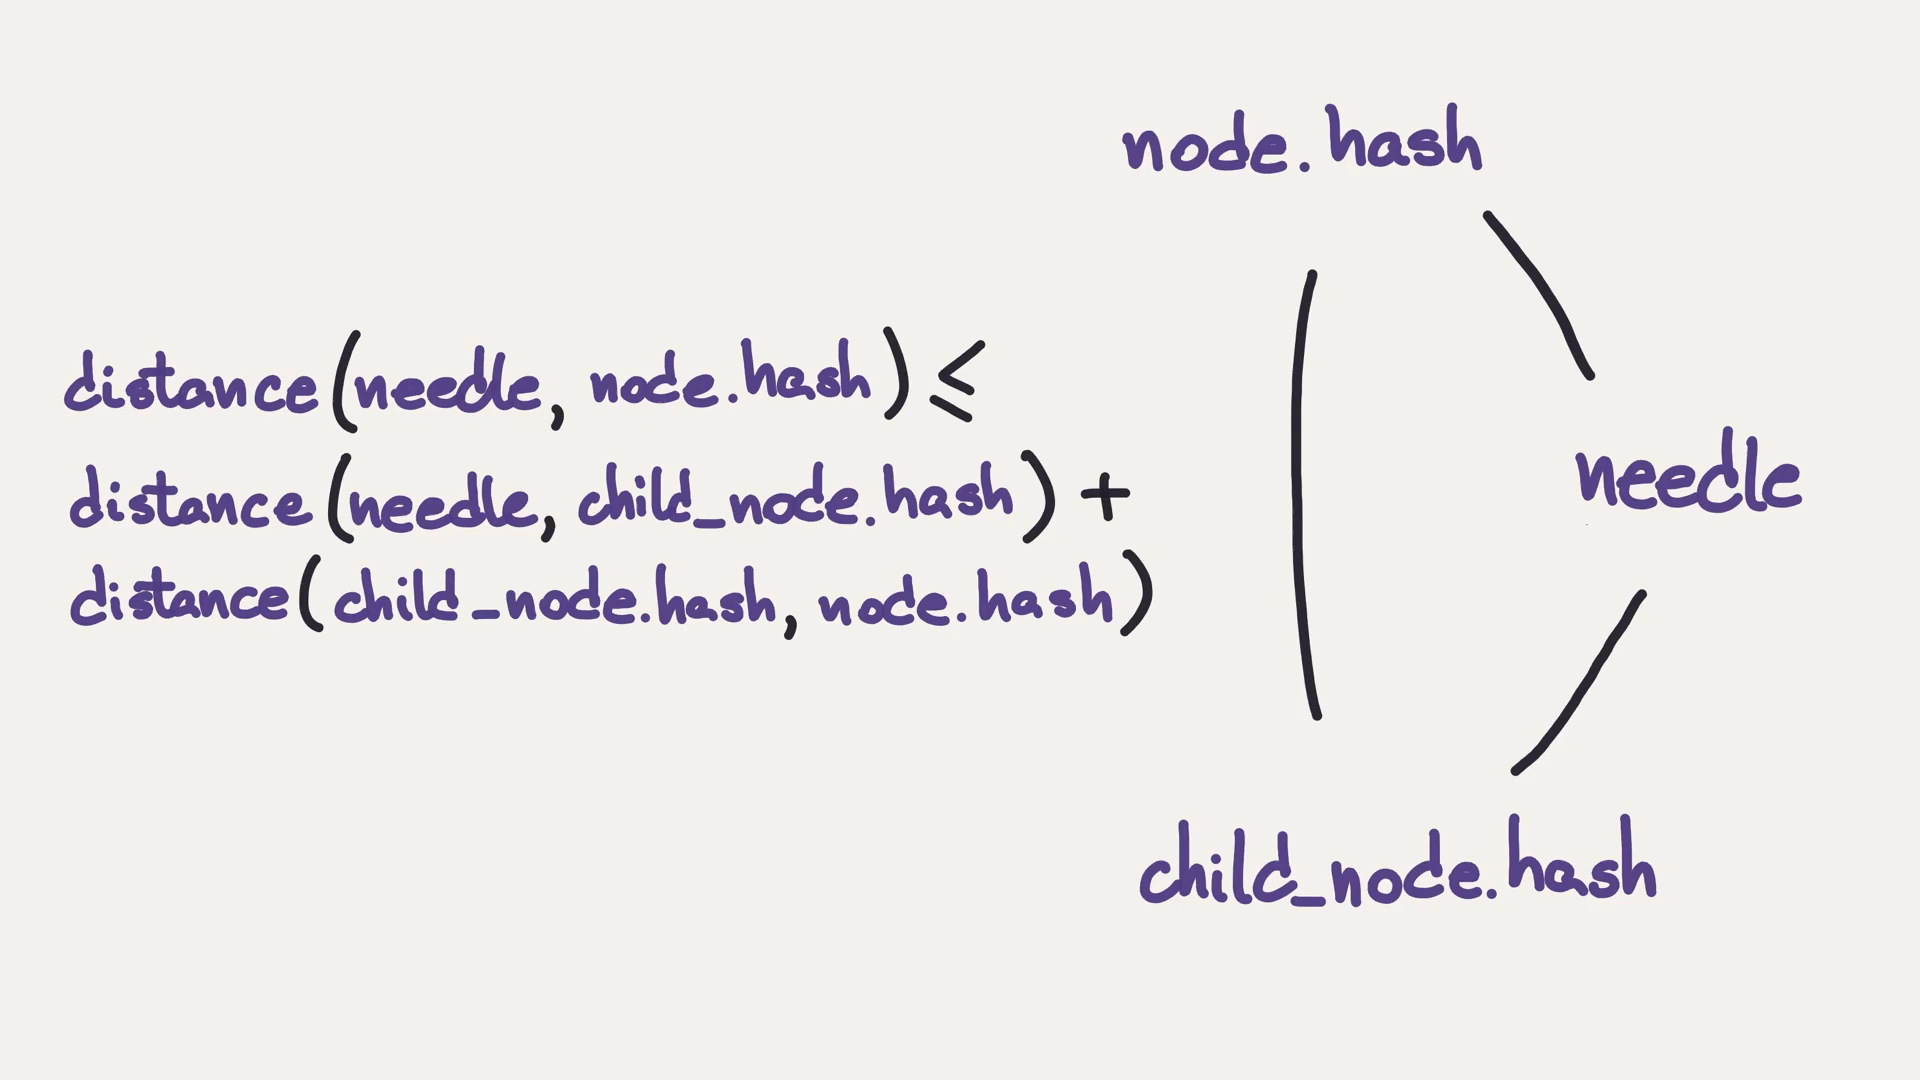 distance(needle, node.hash) ≤
distance(needle, child_node.hash) +
distance(child_node.hash, node.hash)
node.hash
needle
child_node.hash